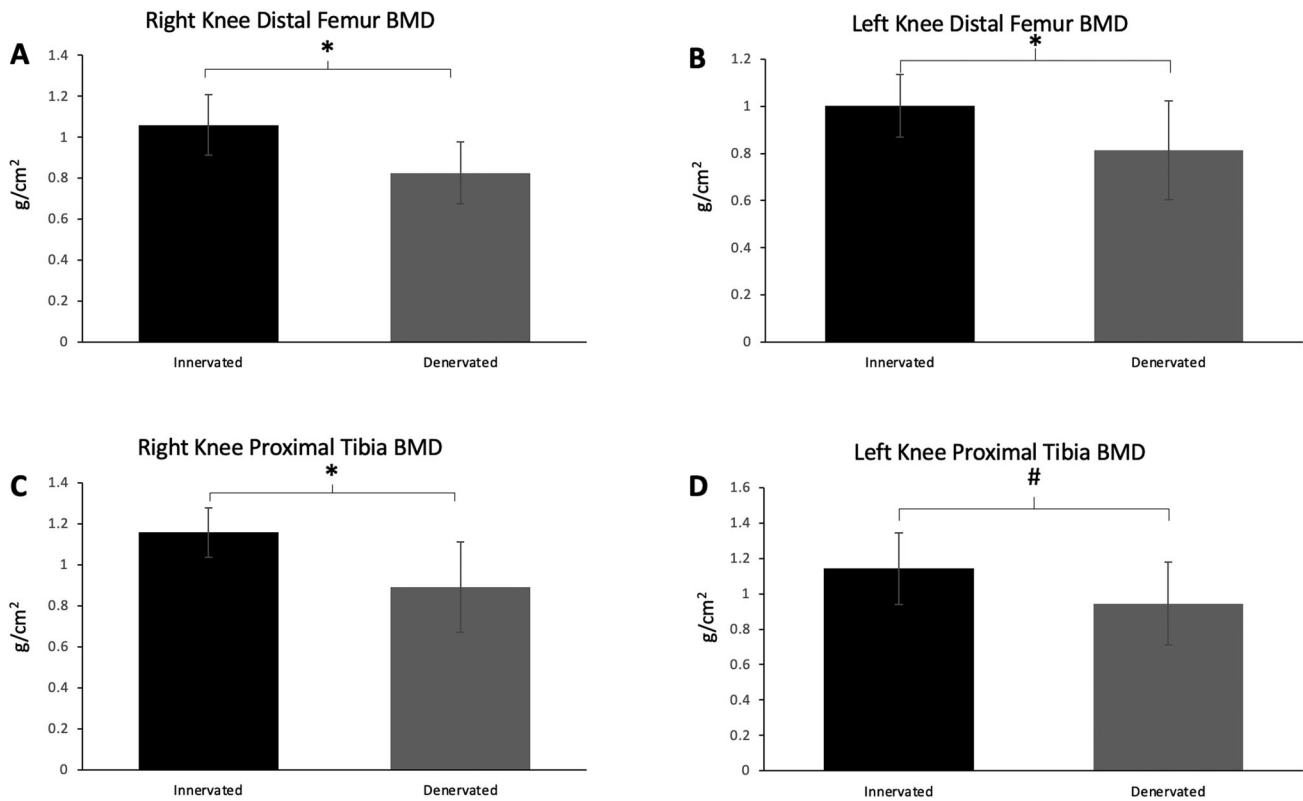 A
Right Knee Distal Femur BMD
*
g/cm²
1.4
1.2
1
0.8
0.6
0.4
0.2
0
Innervated
Denervated
B
Left Knee Distal Femur BMD
*
g/cm²
1.2
1
0.8
0.6
0.4
0.2
0
Innervated
Denervated
C
Right Knee Proximal Tibia BMD
*
g/cm²
1.4
1.2
1
0.8
0.6
0.4
0.2
0
Innervated
Denervated
D
Left Knee Proximal Tibia BMD
#
g/cm²
1.6
1.4
1.2
1
0.8
0.6
0.4
0.2
0
Innervated
Denervated